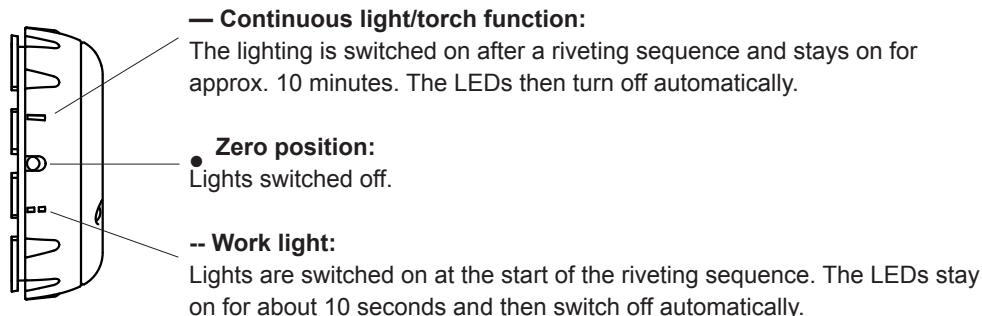 — Continuous light/torch function:
The lighting is switched on after a riveting sequence and stays on for
approx. 10 minutes. The LEDs then turn off automatically.
● Zero position:
Lights switched off.
-- Work light:
Lights are switched on at the start of the riveting sequence. The LEDs stay
on for about 10 seconds and then switch off automatically.